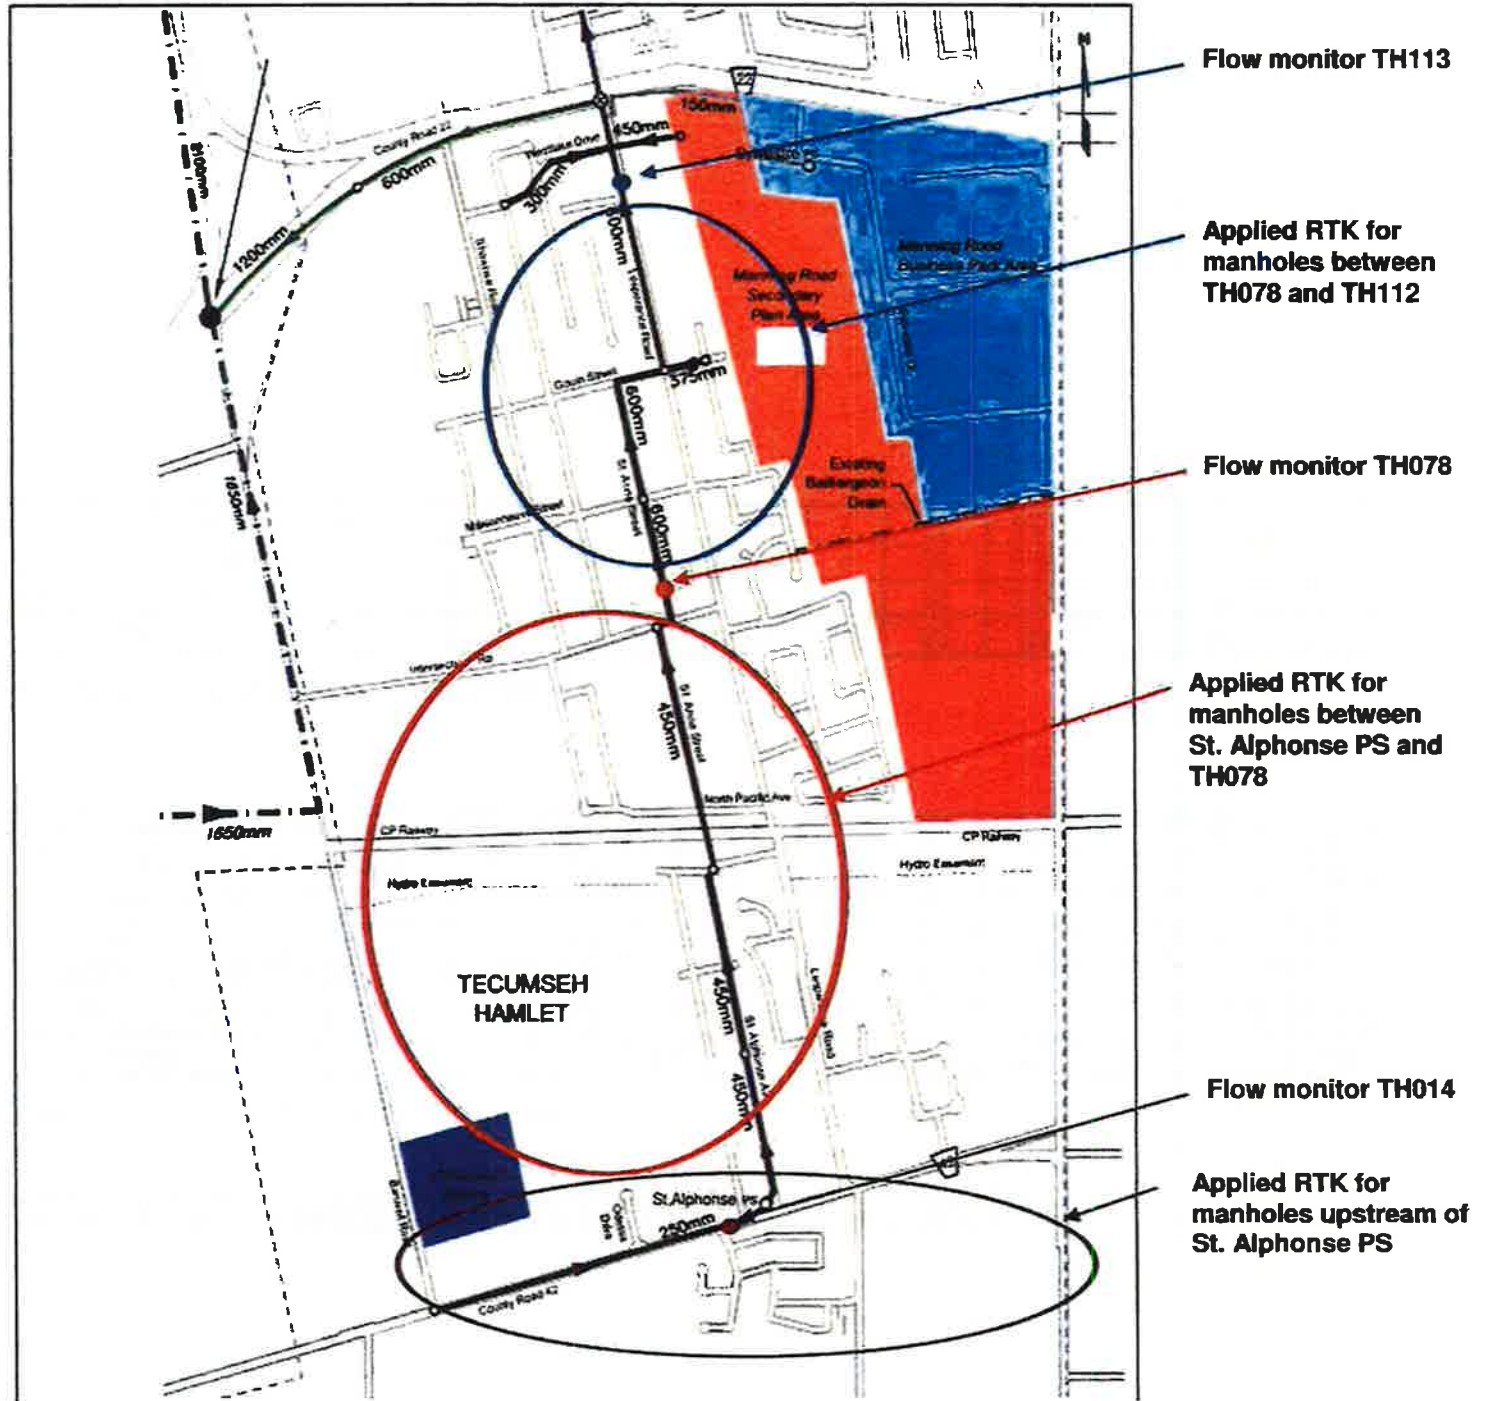 N
Flow monitor TH113
22
150mm
County Road 22
450mm
600mm
300mm
2100mm
1200mm
600mm
Applied RTK for
manholes between
TH078 and TH112
Manning Road
Business Park Area
Manning Road
Secondary
Plan Area
Gouin Street
375mm
600mm
Flow monitor TH078
Existing
Drain
1650mm
St. Anne Street
600mm
Applied RTK for
manholes between
St. Alphonse PS and
TH078
St. Anne Street
450mm
North Pacific Ave
1650mm
CP Railway
CP Railway
Hydro Easement
Hydro Easement
TECUMSEH
HAMLET
450mm
St. Alphonse
450mm
Flow monitor TH014
42
Applied RTK for
manholes upstream of
St. Alphonse PS
St. Alphonse PS
250mm
County Road 42